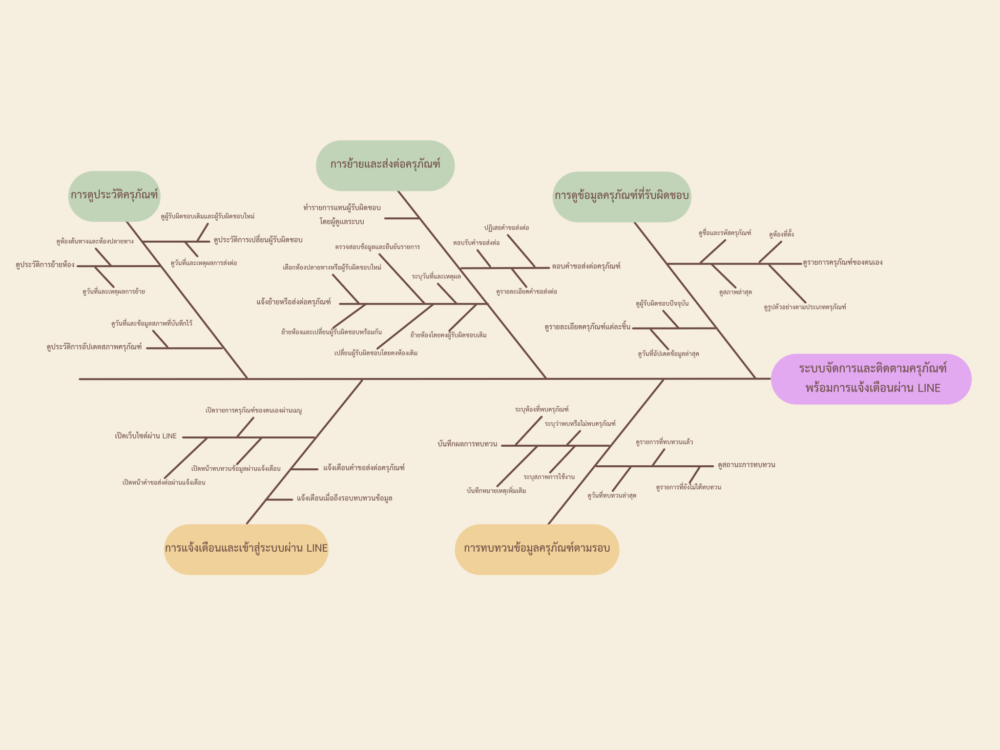 การย้ายและส่งต่อครุภัณฑ์
การดูประวัติครุภัณฑ์
การดูข้อมูลครุภัณฑ์ที่รับผิดชอบ
ดูผู้รับผิดชอบเดิมและผู้รับผิดชอบใหม่
ดูห้องต้นทางและห้องปลายทาง
ดูประวัติการเปลี่ยนผู้รับผิดชอบ
ดูประวัติการย้ายห้อง
ดูวันที่และเหตุผลการส่งต่อ
ดูวันที่และเหตุผลการย้าย
ดูวันที่และข้อมูลสภาพที่บันทึกไว้
ดูประวัติการอัปเดตสภาพครุภัณฑ์
ทำรายการแทนผู้รับผิดชอบ
โดยผู้ดูแลระบบ
ปฏิเสธคำขอส่งต่อ
ตอบรับคำขอส่งต่อ
ตรวจสอบข้อมูลและยืนยันรายการ
เลือกห้องปลายทางหรือผู้รับผิดชอบใหม่
ตอบคำขอส่งต่อครุภัณฑ์
ระบุวันที่และเหตุผล
ดูรายละเอียดคำขอส่งต่อ
แจ้งย้ายหรือส่งต่อครุภัณฑ์
ย้ายห้องและเปลี่ยนผู้รับผิดชอบพร้อมกัน
ย้ายห้องโดยคงผู้รับผิดชอบเดิม
เปลี่ยนผู้รับผิดชอบโดยคงห้องเดิม
ดูชื่อและรหัสครุภัณฑ์
ดูห้องที่ตั้ง
ดูรายการครุภัณฑ์ของตนเอง
ดูสภาพล่าสุด
ดูรูปตัวอย่างตามประเภทครุภัณฑ์
ดูผู้รับผิดชอบปัจจุบัน
ดูรายละเอียดครุภัณฑ์แต่ละชิ้น
ดูวันที่อัปเดตข้อมูลล่าสุด
ระบบจัดการและติดตามครุภัณฑ์
พร้อมการแจ้งเตือนผ่าน LINE
เปิดรายการครุภัณฑ์ของตนเองผ่านเมนู
เปิดเว็บไซต์ผ่าน LINE
เปิดหน้าทบทวนข้อมูลผ่านแจ้งเตือน
แจ้งเตือนคำขอส่งต่อครุภัณฑ์
เปิดหน้าคำขอส่งต่อผ่านแจ้งเตือน
แจ้งเตือนเมื่อถึงรอบทบทวนข้อมูล
การแจ้งเตือนและเข้าสู่ระบบผ่าน LINE
ระบุห้องที่พบครุภัณฑ์
ระบุว่าพบหรือไม่พบครุภัณฑ์
บันทึกผลการทบทวน
ดูรายการที่ทบทวนแล้ว
ดูสถานะการทบทวน
ระบุสภาพการใช้งาน
บันทึกหมายเหตุเพิ่มเติม
ดูรายการที่ยังไม่ได้ทบทวน
ดูวันที่ทบทวนล่าสุด
การทบทวนข้อมูลครุภัณฑ์ตามรอบ